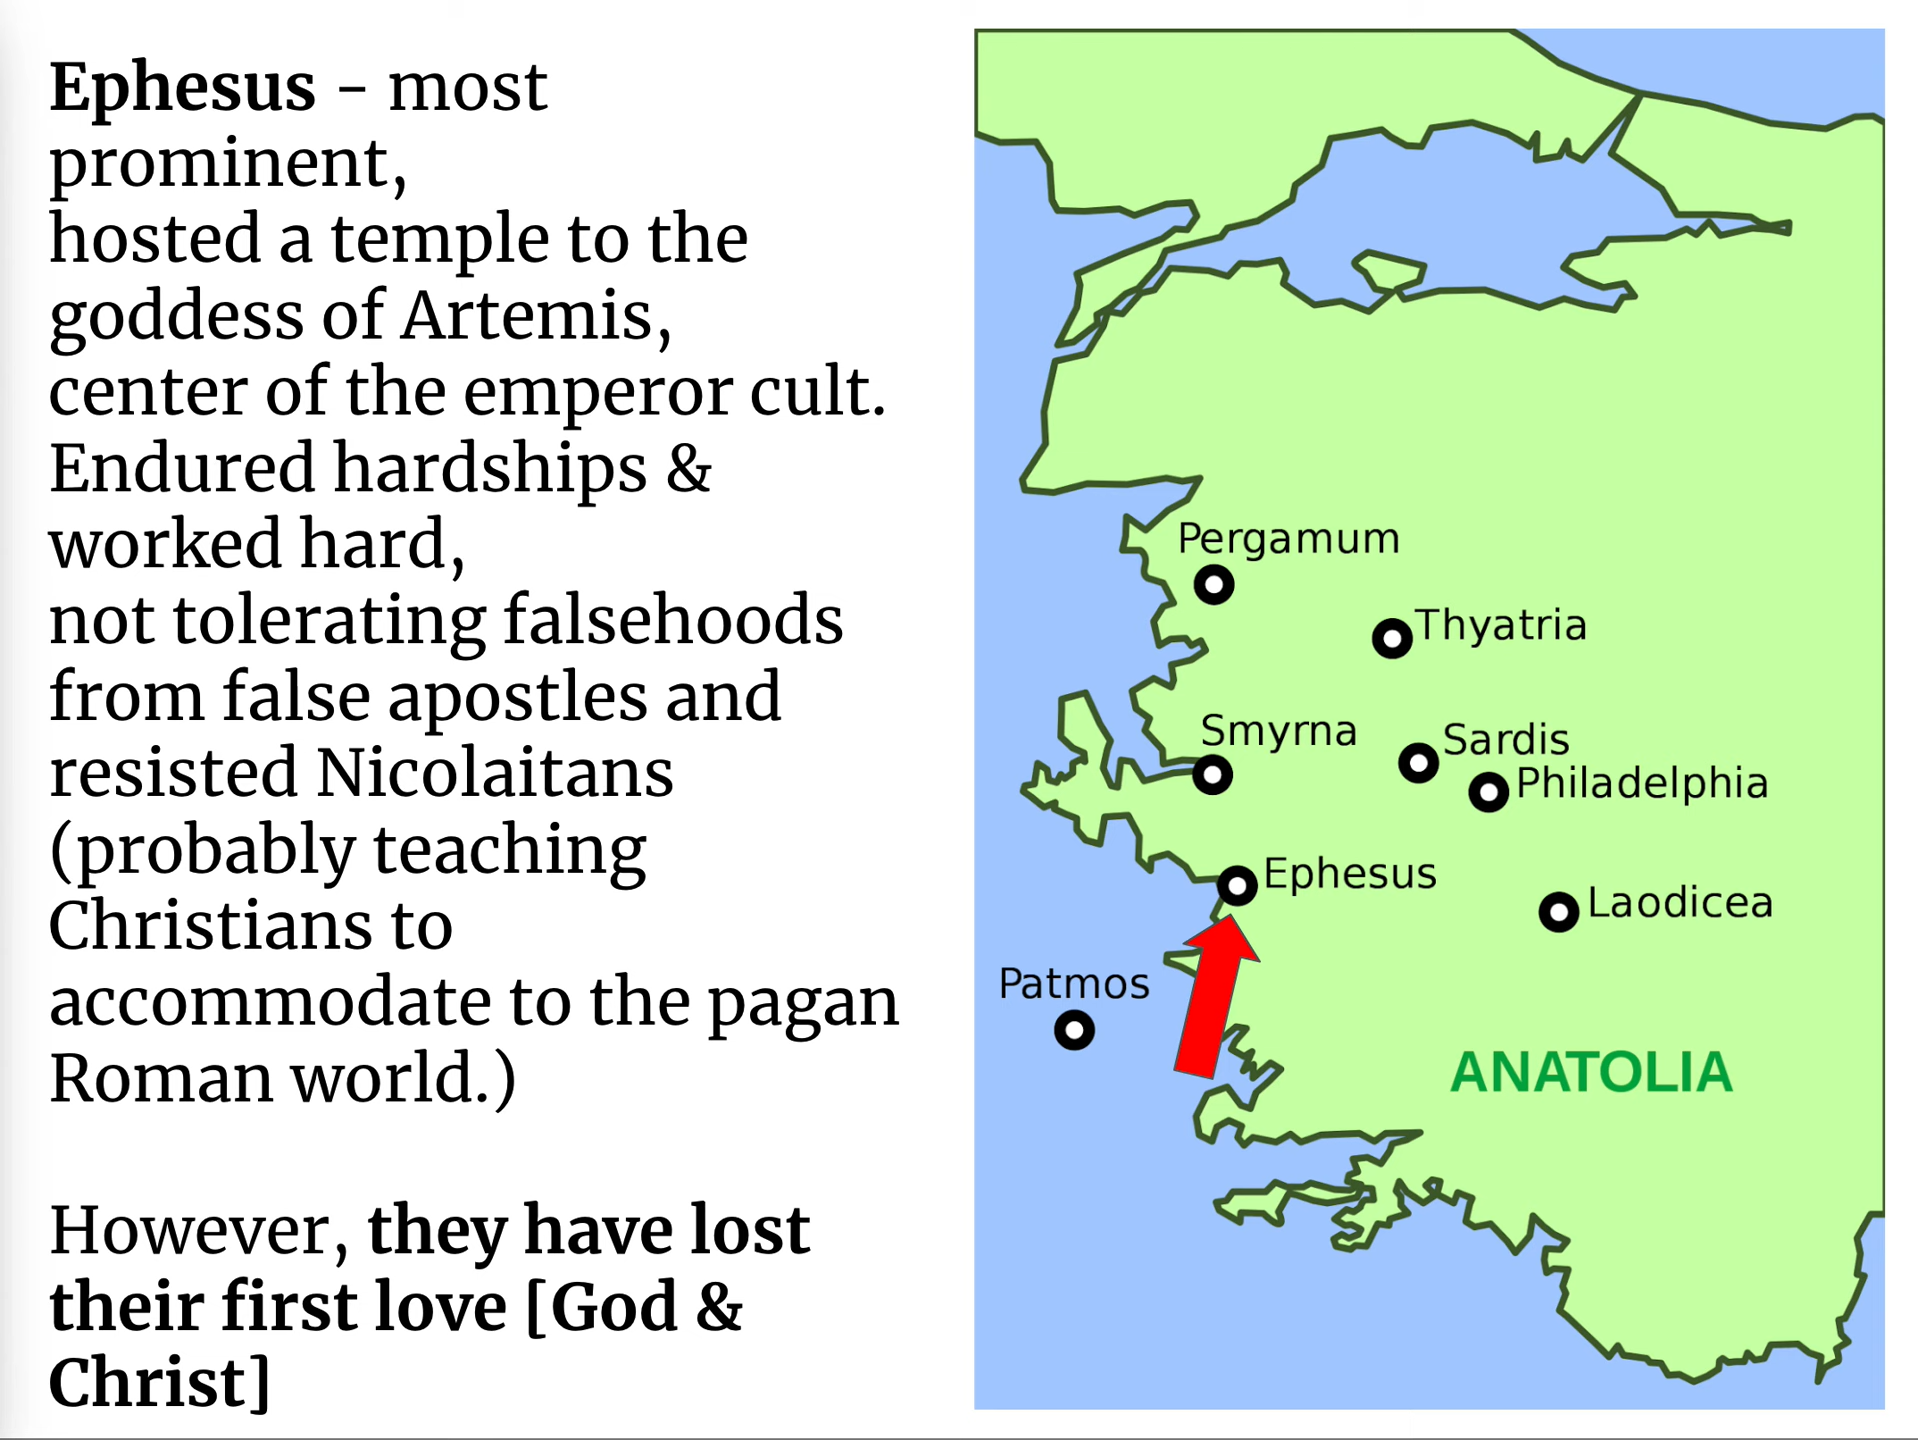 Ephesus - most
prominent,
hosted a temple to the
goddess of Artemis,
center of the emperor cult.
Endured hardships &
worked hard,
not tolerating falsehoods
from false apostles and
resisted Nicolaitans
(probably teaching
Christians to
accommodate to the pagan
Roman world.)
However, they have lost
their first love [God &
Christ]
Pergamum
Thyatria
Smyrna
Sardis
Philadelphia
Ephesus
Laodicea
Patmos
ANATOLIA